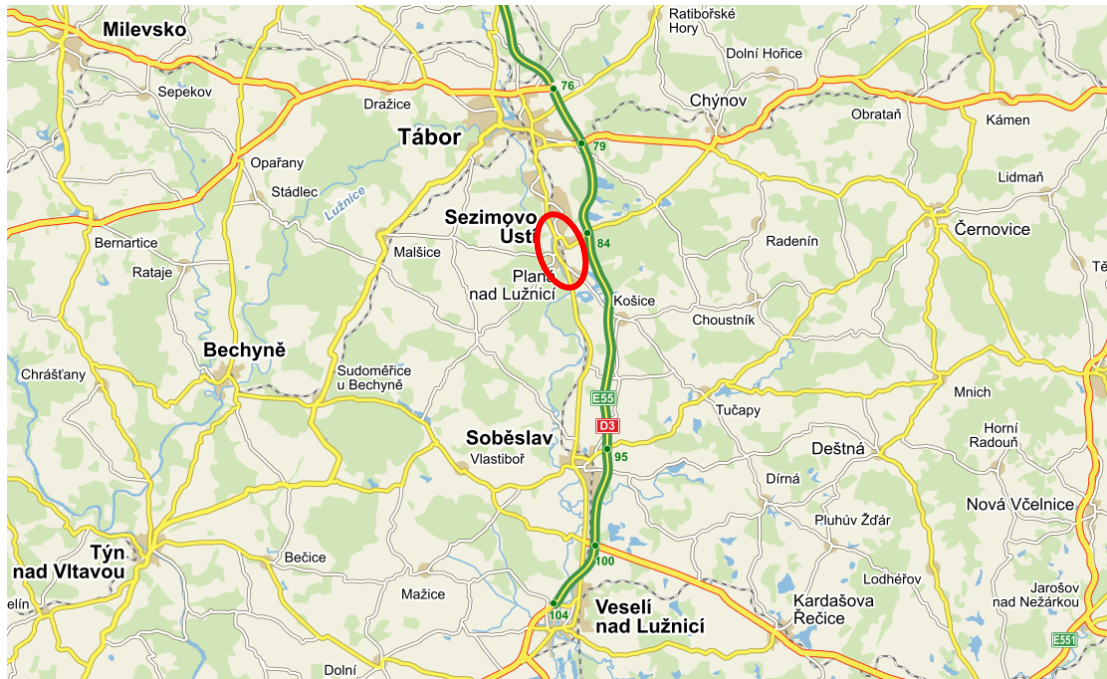 Milevsko
Ratibořské
Hory
Dolní Hořice
Sepekov
76
Dražice
Chýnov
Obrataň
Kámen
Tábor
79
Opařany
Stádlec
Lidmaň
Lužnice
Sezimovo
Ústí
84
Radenín
Černovice
Bernartice
Malšice
Rataje
Planá
nad Lužnicí
Tě
Košice
Choustník
Bechyně
Chrášťany
Sudoměřice
u Bechyně
Mnich
E55
Tučapy
D3
Horní
Radouň
Soběslav
Vlastiboř
95
Deštná
Dírná
Nová Včelnice
Pluhův Žďár
Týn
nad Vltavou
Bečice
100
Lodhéřov
Mažice
Jarošov
nad Nežárkou
elín
104
Veselí
nad Lužnicí
Kardašova
Řečice
E551
Dolní